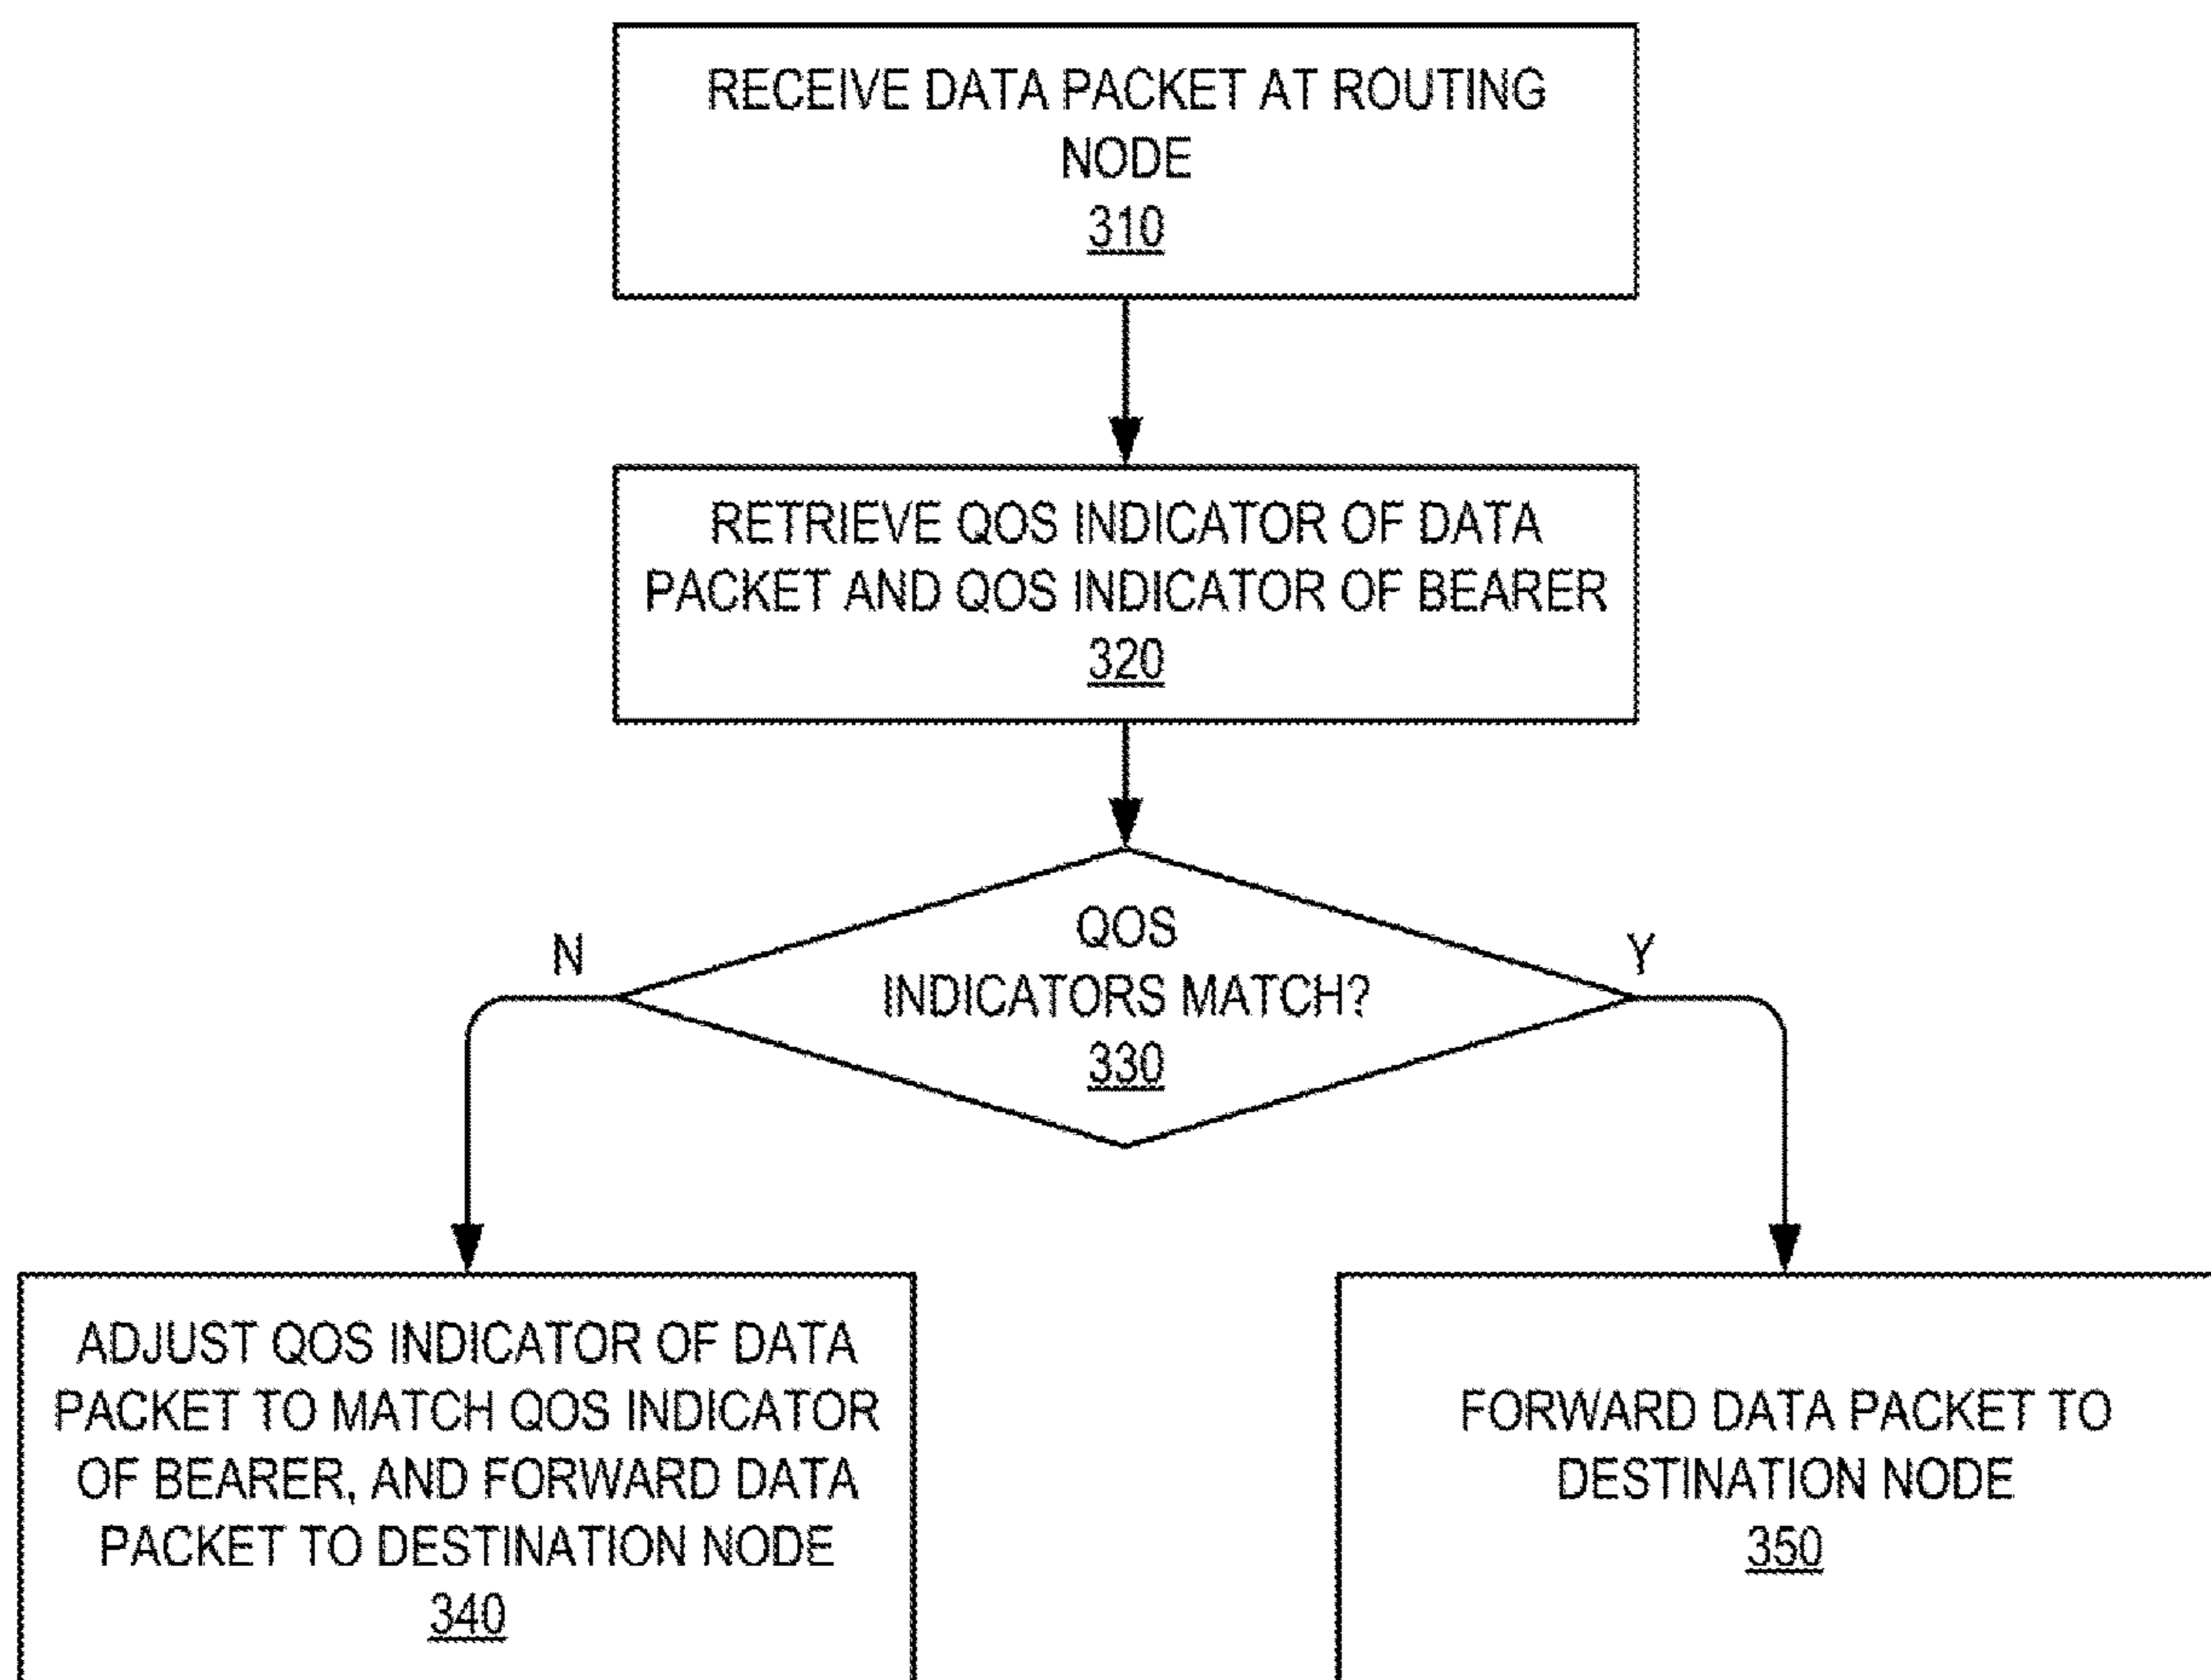 RECEIVE DATA PACKET AT ROUTING
NODE
310
RETRIEVE QOS INDICATOR OF DATA
PACKET AND QOS INDICATOR OF BEARER
320
QOS
INDICATORS MATCH?
330
N
Y
ADJUST QOS INDICATOR OF DATA
PACKET TO MATCH QOS INDICATOR
OF BEARER, AND FORWARD DATA
PACKET TO DESTINATION NODE
340
FORWARD DATA PACKET TO
DESTINATION NODE
350